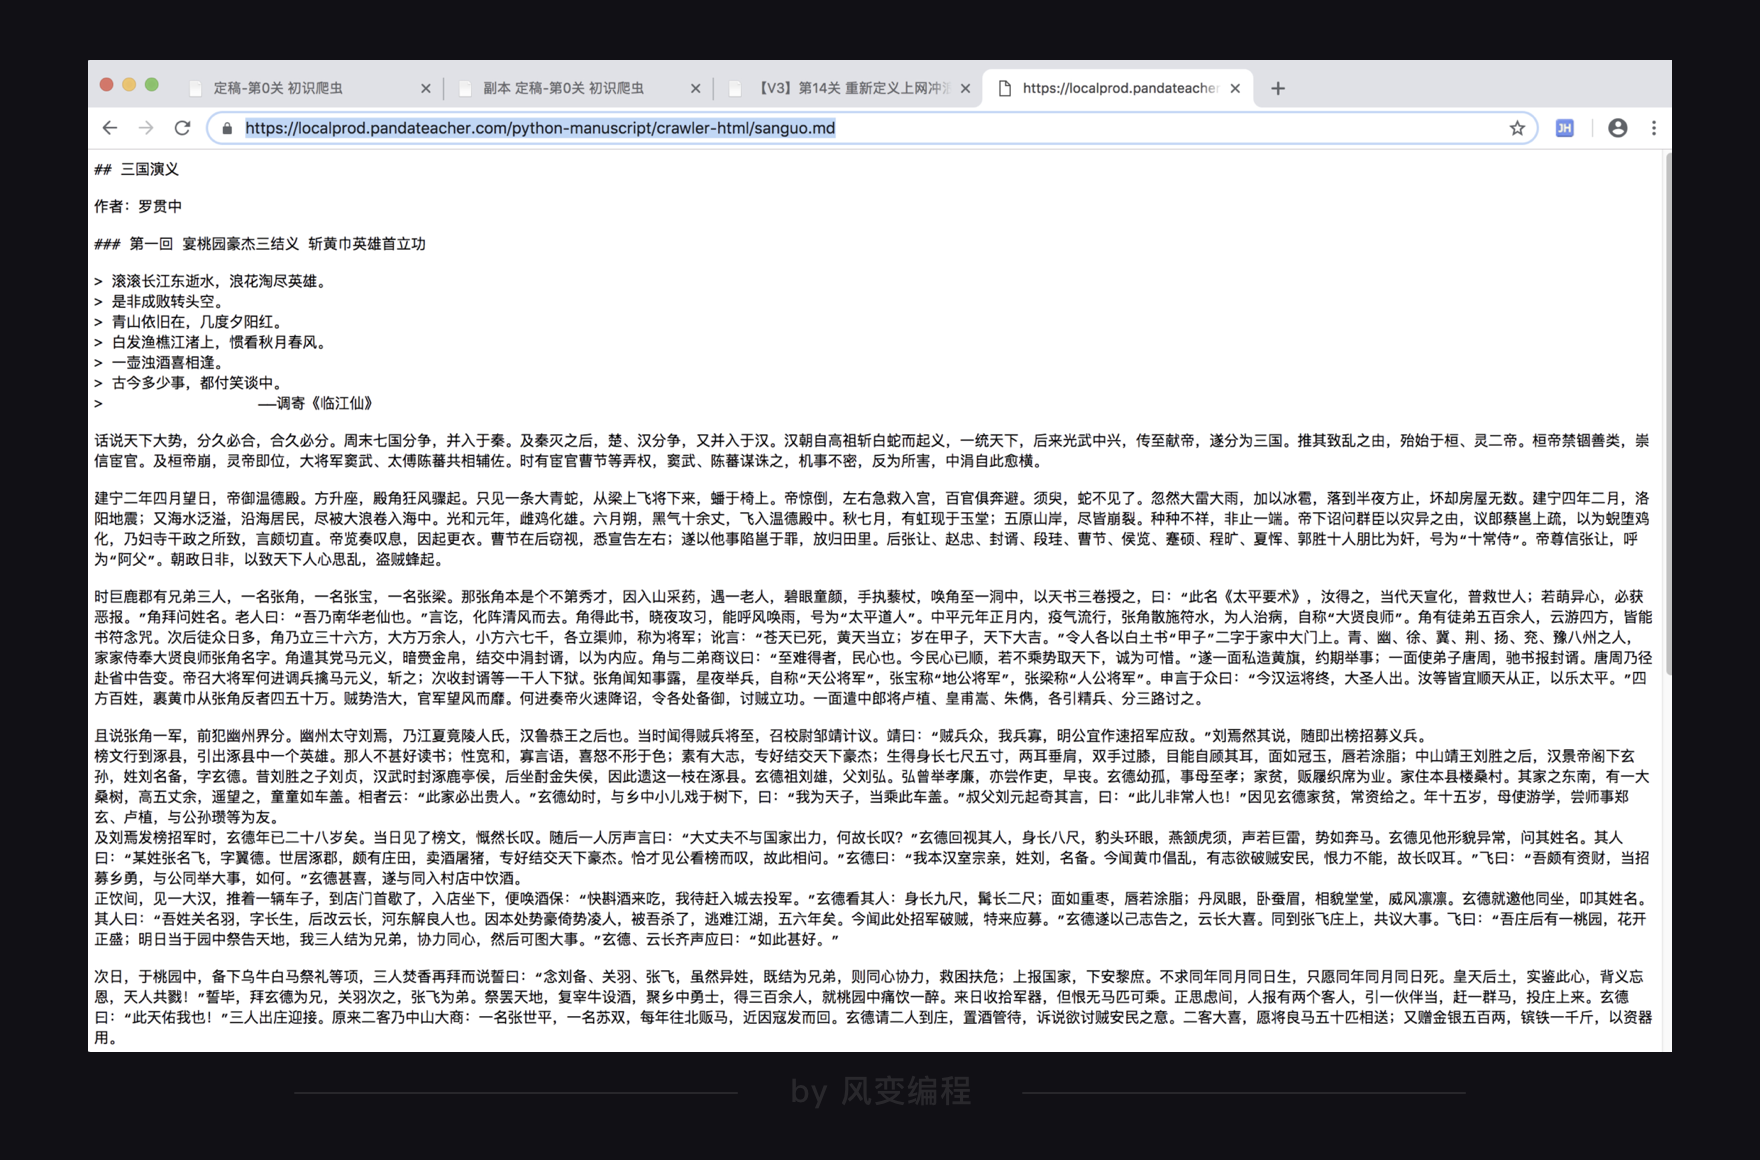 定稿-第0关 初识爬虫
副本 定稿-第0关 初识爬虫
【V3】第14关 重新定义上网冲
https://localprod.pandateacher
https://localprod.pandateacher.com/python-manuscript/crawler-html/sanguo.md
JH
## 三国演义
作者：罗贯中
### 第一回 宴桃园豪杰三结义 斩黄巾英雄首立功
> 滚滚长江东逝水，浪花淘尽英雄。
> 是非成败转头空。
> 青山依旧在，几度夕阳红。
> 白发渔樵江渚上，惯看秋月春风。
> 一壶浊酒喜相逢。
> 古今多少事，都付笑谈中。
> ——调寄《临江仙》
话说天下大势，分久必合，合久必分。周末七国分争，并入于秦。及秦灭之后，楚、汉分争，又并入于汉。汉朝自高祖斩白蛇而起义，一统天下，后来光武中兴，传至献帝，遂分为三国。推其致乱之由，殆始于桓、灵二帝。桓帝禁锢善类，崇
信宦官。及桓帝崩，灵帝即位，大将军窦武、太傅陈蕃共相辅佐。时有宦官曹节等弄权，窦武、陈蕃谋诛之，机事不密，反为所害，中涓自此愈横。
建宁二年四月望日，帝御温德殿。方升座，殿角狂风骤起。只见一条大青蛇，从梁上飞将下来，蟠于椅上。帝惊倒，左右急救入宫，百官俱奔避。须臾，蛇不见了。忽然大雷大雨，加以冰雹，落到半夜方止，坏却房屋无数。建宁四年二月，洛
阳地震；又海水泛溢，沿海居民，尽被大浪卷入海中。光和元年，雌鸡化雄。六月朔，黑气十余丈，飞入温德殿中。秋七月，有虹现于玉堂；五原山岸，尽皆崩裂。种种不祥，非止一端。帝下诏问群臣以灾异之由，议郎蔡邕上疏，以为蜺堕鸡
化，乃妇寺干政之所致，言颇切直。帝览奏叹息，因起更衣。曹节在后窃视，悉宣告左右；遂以他事陷邕于罪，放归田里。后张让、赵忠、封谞、段珪、曹节、侯览、蹇硕、程旷、夏恽、郭胜十人朋比为奸，号为“十常侍”。帝尊信张让，呼
为“阿父”。朝政日非，以致天下人心思乱，盗贼蜂起。
时巨鹿郡有兄弟三人，一名张角，一名张宝，一名张梁。那张角本是个不第秀才，因入山采药，遇一老人，碧眼童颜，手执藜杖，唤角至一洞中，以天书三卷授之，曰：“此名《太平要术》，汝得之，当代天宣化，普救世人；若萌异心，必获
恶报。”角拜问姓名。老人曰：“吾乃南华老仙也。”言讫，化阵清风而去。角得此书，晓夜攻习，能呼风唤雨，号为“太平道人”。中平元年正月内，疫气流行，张角散施符水，为人治病，自称“大贤良师”。角有徒弟五百余人，云游四方，皆能
书符念咒。次后徒众日多，角乃立三十六方，大方万余人，小方六七千，各立渠帅，称为将军；讹言：“苍天已死，黄天当立；岁在甲子，天下大吉。”令人各以白土书“甲子”二字于家中大门上。青、幽、徐、冀、荆、扬、兖、豫八州之人，
家家侍奉大贤良师张角名字。角遣其党马元义，暗赍金帛，结交中涓封谞，以为内应。角与二弟商议曰：“至难得者，民心也。今民心已顺，若不乘势取天下，诚为可惜。”遂一面私造黄旗，约期举事；一面使弟子唐周，驰书报封谞。唐周乃径
赴省中告变。帝召大将军何进调兵擒马元义，斩之；次收封谞等一干人下狱。张角闻知事露，星夜举兵，自称“天公将军”，张宝称“地公将军”，张梁称“人公将军”。申言于众曰：“今汉运将终，大圣人出。汝等皆宜顺天从正，以乐太平。”四
方百姓，裹黄巾从张角反者四五十万。贼势浩大，官军望风而靡。何进奏帝火速降诏，令各处备御，讨贼立功。一面遣中郎将卢植、皇甫嵩、朱儁，各引精兵、分三路讨之。
且说张角一军，前犯幽州界分。幽州太守刘焉，乃江夏竟陵人氏，汉鲁恭王之后也。当时闻得贼兵将至，召校尉邹靖计议。靖曰：“贼兵众，我兵寡，明公宜作速招军应敌。”刘焉然其说，随即出榜招募义兵。
榜文行到涿县，引出涿县中一个英雄。那人不甚好读书；性宽和，寡言语，喜怒不形于色；素有大志，专好结交天下豪杰；生得身长七尺五寸，两耳垂肩，双手过膝，目能自顾其耳，面如冠玉，唇若涂脂；中山靖王刘胜之后，汉景帝阁下玄
孙，姓刘名备，字玄德。昔刘胜之子刘贞，汉武时封涿鹿亭侯，后坐酎金失侯，因此遗这一枝在涿县。玄德祖刘雄，父刘弘。弘曾举孝廉，亦尝作吏，早丧。玄德幼孤，事母至孝；家贫，贩屦织席为业。家住本县楼桑村。其家之东南，有一大
桑树，高五丈余，遥望之，童童如车盖。相者云：“此家必出贵人。”玄德幼时，与乡中小儿戏于树下，曰：“我为天子，当乘此车盖。”叔父刘元起奇其言，曰：“此儿非常人也！”因见玄德家贫，常资给之。年十五岁，母使游学，尝师事郑
玄、卢植，与公孙瓒等为友。
及刘焉发榜招军时，玄德年已二十八岁矣。当日见了榜文，慨然长叹。随后一人厉声言曰：“大丈夫不与国家出力，何故长叹？”玄德回视其人，身长八尺，豹头环眼，燕颔虎须，声若巨雷，势如奔马。玄德见他形貌异常，问其姓名。其人
曰：“某姓张名飞，字翼德。世居涿郡，颇有庄田，卖酒屠猪，专好结交天下豪杰。恰才见公看榜而叹，故此相问。”玄德曰：“我本汉室宗亲，姓刘，名备。今闻黄巾倡乱，有志欲破贼安民，恨力不能，故长叹耳。”飞曰：“吾颇有资财，当招
募乡勇，与公同举大事，如何。”玄德甚喜，遂与同入村店中饮酒。
正饮间，见一大汉，推着一辆车子，到店门首歇了，入店坐下，便唤酒保：“快斟酒来吃，我待赶入城去投军。”玄德看其人：身长九尺，髯长二尺；面如重枣，唇若涂脂；丹凤眼，卧蚕眉，相貌堂堂，威风凛凛。玄德就邀他同坐，叩其姓名。
其人曰：“吾姓关名羽，字长生，后改云长，河东解良人也。因本处势豪倚势凌人，被吾杀了，逃难江湖，五六年矣。今闻此处招军破贼，特来应募。”玄德遂以己志告之，云长大喜。同到张飞庄上，共议大事。飞曰：“吾庄后有一桃园，花开
正盛；明日当于园中祭告天地，我三人结为兄弟，协力同心，然后可图大事。”玄德、云长齐声应曰：“如此甚好。”
次日，于桃园中，备下乌牛白马祭礼等项，三人焚香再拜而说誓曰：“念刘备、关羽、张飞，虽然异姓，既结为兄弟，则同心协力，救困扶危；上报国家，下安黎庶。不求同年同月同日生，只愿同年同月同日死。皇天后土，实鉴此心，背义忘
恩，天人共戮！”誓毕，拜玄德为兄，关羽次之，张飞为弟。祭罢天地，复宰牛设酒，聚乡中勇士，得三百余人，就桃园中痛饮一醉。来日收拾军器，但恨无马匹可乘。正思虑间，人报有两个客人，引一伙伴当，赶一群马，投庄上来。玄德
曰：“此天佑我也！”三人出庄迎接。原来二客乃中山大商：一名张世平，一名苏双，每年往北贩马，近因寇发而回。玄德请二人到庄，置酒管待，诉说欲讨贼安民之意。二客大喜，愿将良马五十匹相送；又赠金银五百两，镔铁一千斤，以资器
用。
by 风变编程